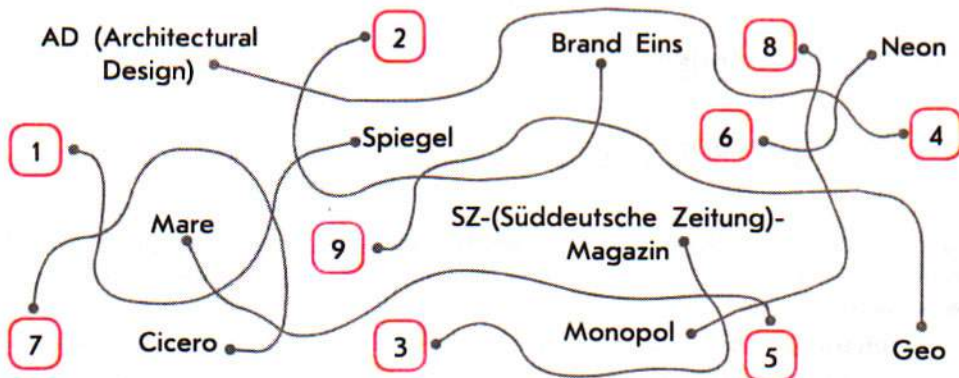 AD (Architectural
Design)
2
Brand Eins
8
Neon
1
Spiegel
6
4
Mare
9
SZ-(Süddeutsche Zeitung)-
Magazin
7
Cicero
3
Monopol
5
Geo